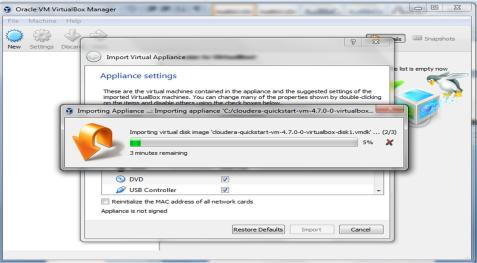 Oracle VM VirtualBox Manager
File Machine Help
New Settings Discard
Snapshots
Import Virtual Appliance
list is empty now
Appliance settings
These are the virtual machines contained in the appliance and the suggested settings of the
imported VirtualBox machines. You can change many of the properties shown by double-clicking
on the items and disable others using the check boxes below.
Importing Appliance ...: Importing appliance 'C:/cloudera-quickstart-vm-4.7.0-0-virtualbox...
Importing virtual disk image 'cloudera-quickstart-vm-4.7.0-0-virtualbox-disk1.vmdk' ... (2/3)
5%
3 minutes remaining
DVD
USB Controller
Reinitialize the MAC address of all network cards
Appliance is not signed
Restore Defaults Import Cancel